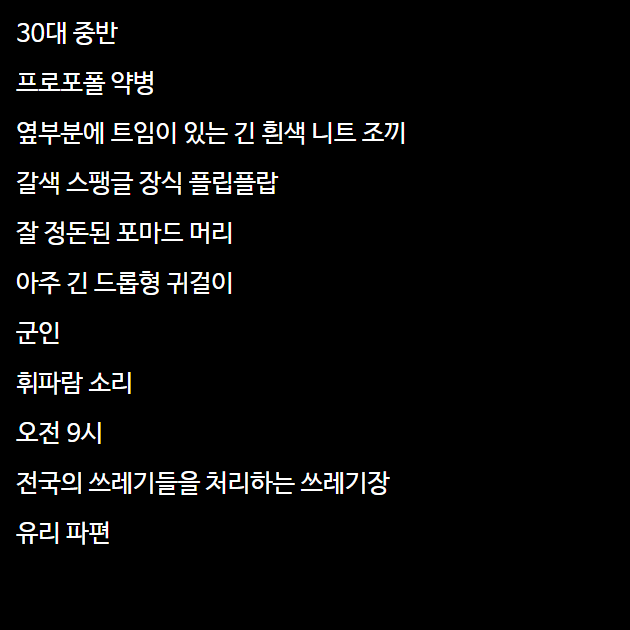 30대 중반
프로포폴 약병
옆부분에 트임이 있는 긴 흰색 니트 조끼
갈색 스팽글 장식 플립플랍
잘 정돈된 포마드 머리
아주 긴 드롭형 귀걸이
군인
휘파람 소리
오전 9시
전국의 쓰레기들을 처리하는 쓰레기장
유리 파편